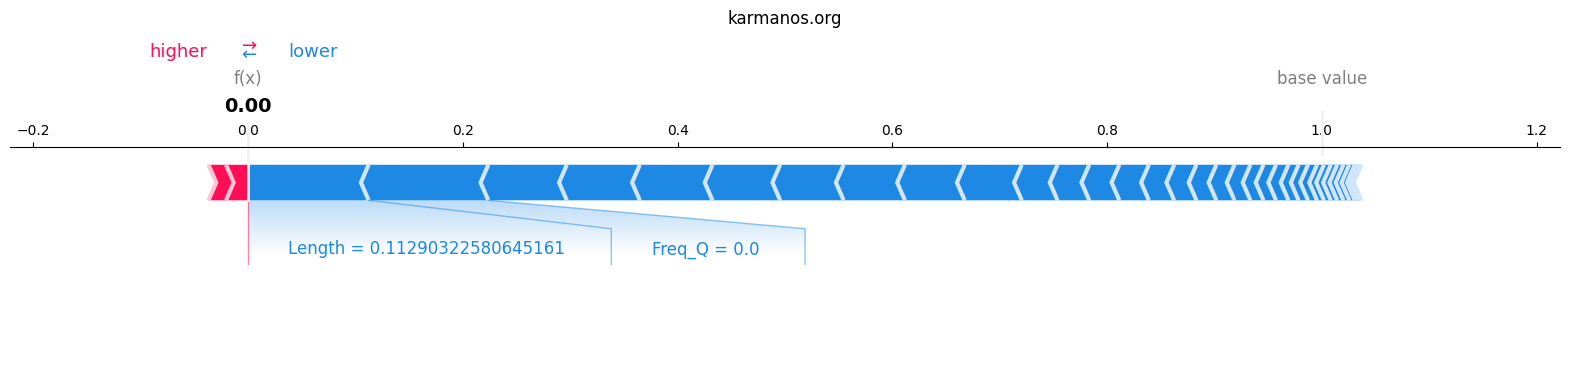 karmanos.org
higher ⇄ lower
f(x) base value
0.00
−0.2 0.0 0.2 0.4 0.6 0.8 1.0 1.2
Length = 0.11290322580645161 Freq_Q = 0.0